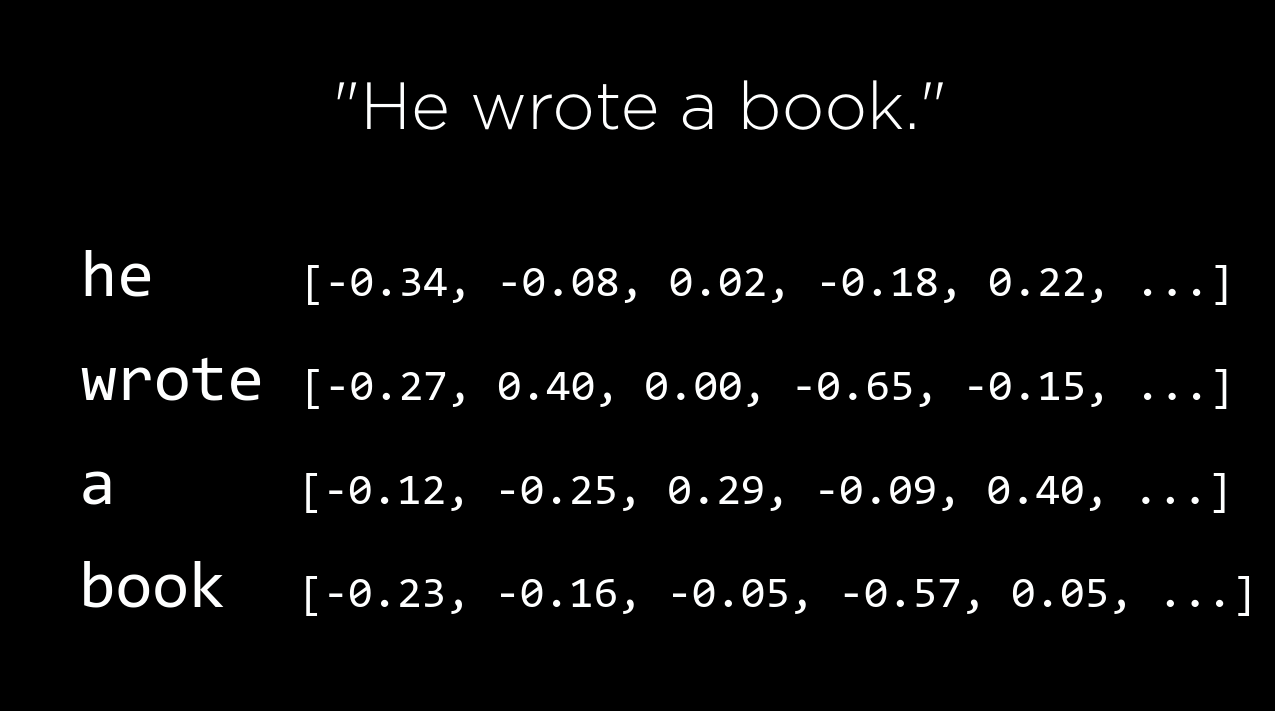 "He wrote a book."
he [-0.34, -0.08, 0.02, -0.18, 0.22, ...]
wrote [-0.27, 0.40, 0.00, -0.65, -0.15, ...]
a [-0.12, -0.25, 0.29, -0.09, 0.40, ...]
book [-0.23, -0.16, -0.05, -0.57, 0.05, ...]